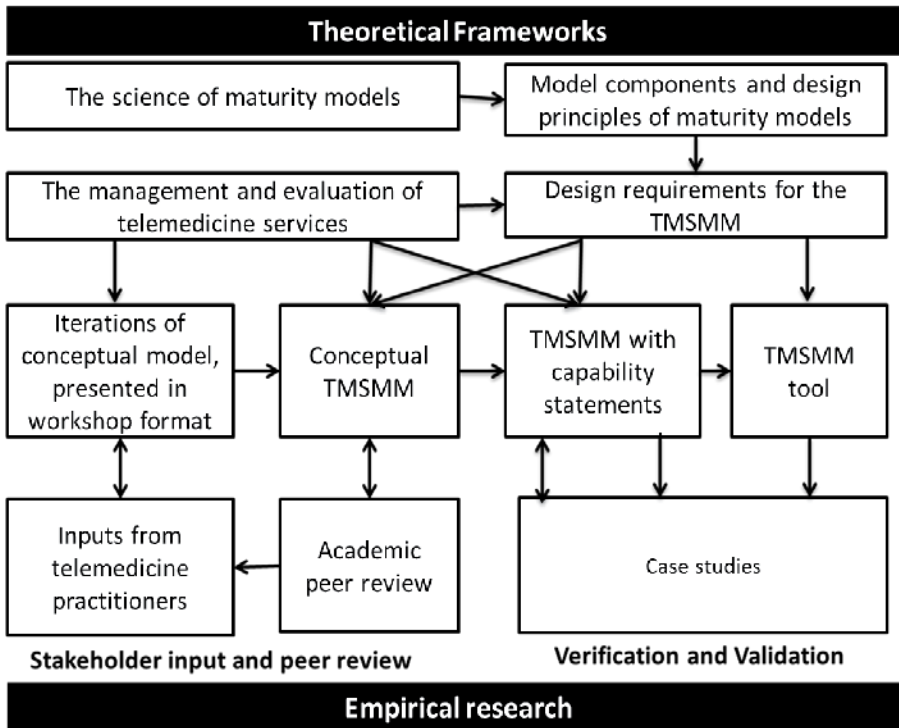 Theoretical Frameworks
The science of maturity models
Model components and design
principles of maturity models
The management and evaluation of
telemedicine services
Design requirements for the
TMSMM
Iterations of
conceptual model,
presented in
workshop format
Conceptual
TMSMM
TMSMM with
capability
statements
TMSMM
tool
Inputs from
telemedicine
practitioners
Academic
peer review
Case studies
Stakeholder input and peer review
Verification and Validation
Empirical research